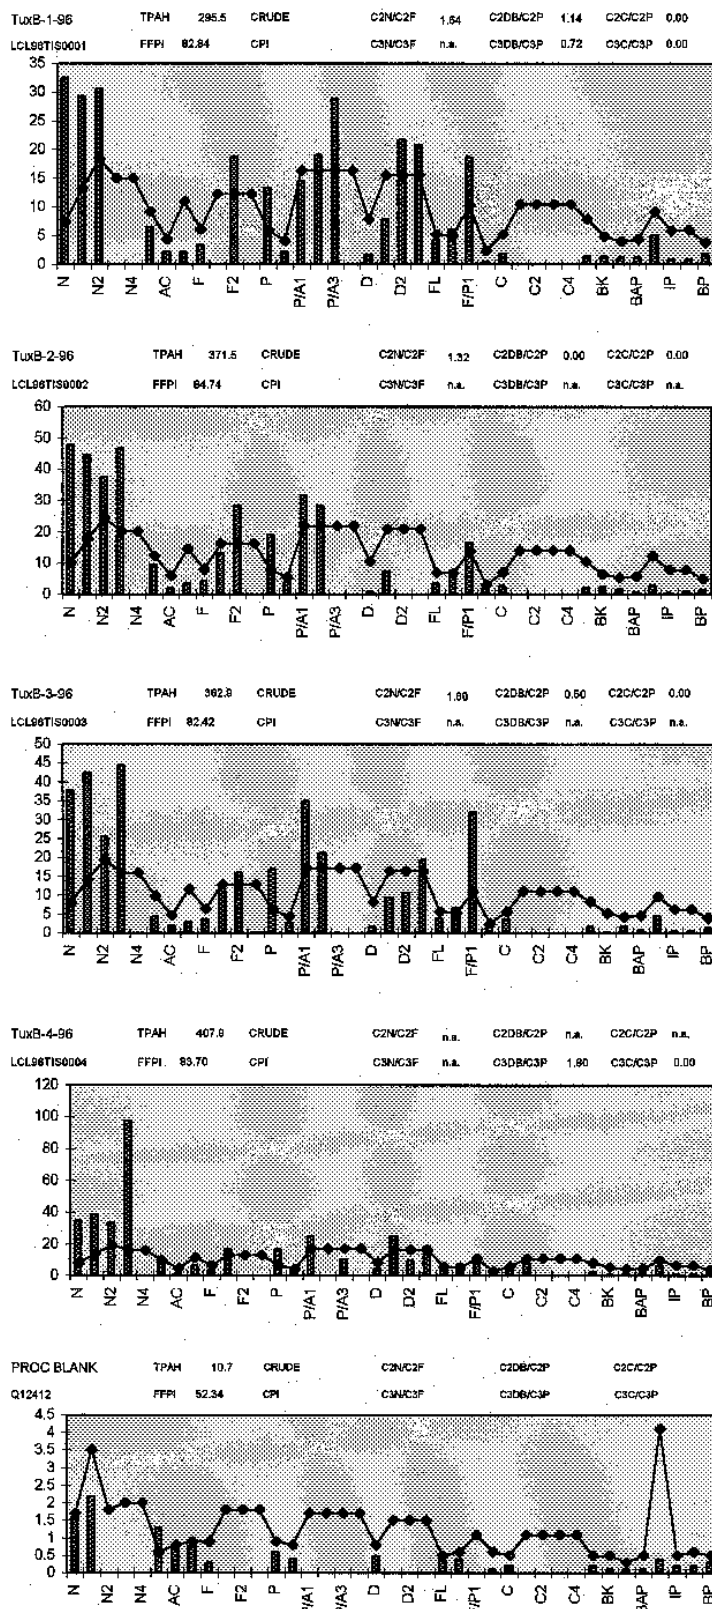 TuxB-1-96 TPAH 295.5 CRUDE C2N/C2F 1.64 C2DB/C2P 1.14 C2C/C2P 0.00
LCL96TIS0001 FFPI 82.84 CPI C3N/C3F n.a. C3DB/C3P 0.72 C3C/C3P 0.00
35
30
25
20
15
10
5
0
N N2 N4 AC F F2 P P/A1 P/A3 D D2 FL F/P1 C C2 C4 BK BAP IP BP
TuxB-2-96 TPAH 371.5 CRUDE C2N/C2F 1.32 C2DB/C2P 0.00 C2C/C2P 0.00
LCL96TIS0002 FFPI 84.74 CPI C3N/C3F n.a. C3DB/C3P n.a. C3C/C3P n.a.
60
50
40
30
20
10
0
N N2 N4 AC F F2 P P/A1 P/A3 D D2 FL F/P1 C C2 C4 BK BAP IP BP
TuxB-3-96 TPAH 362.9 CRUDE C2N/C2F C2DB/C2P 0.50 C2C/C2P 0.00
LCL96TIS0003 FFPI 82.42 CPI C3N/C3F n.a. C3DB/C3P n.a. C3C/C3P n.a.
50
45
40
35
30
25
20
15
10
5
0
N N2 N4 AC F F2 P P/A1 P/A3 D D2 FL F/P1 C C2 C4 BK BAP IP BP
TuxB-4-96 TPAH 407.9 CRUDE C2N/C2F n.a. C2DB/C2P n.a. C2C/C2P n.a.
LCL96TIS0004 FFPI 83.70 CPI C3N/C3F n.a. C3DB/C3P C3C/C3P 0.00
120
100
80
60
40
20
0
N N2 N4 AC F F2 P P/A1 P/A3 D D2 FL F/P1 C C2 C4 BK BAP IP BP
PROC BLANK TPAH 10.7 CRUDE C2N/C2F C2DB/C2P C2C/C2P
Q12412 FFPI 52.34 CPI C3N/C3F C3DB/C3P C3C/C3P
4.5
4
3.5
3
2.5
2
1.5
1
0.5
0
N N2 N4 AC F F2 P P/A1 P/A3 D D2 FL F/P1 C C2 C4 BK BAP IP BP